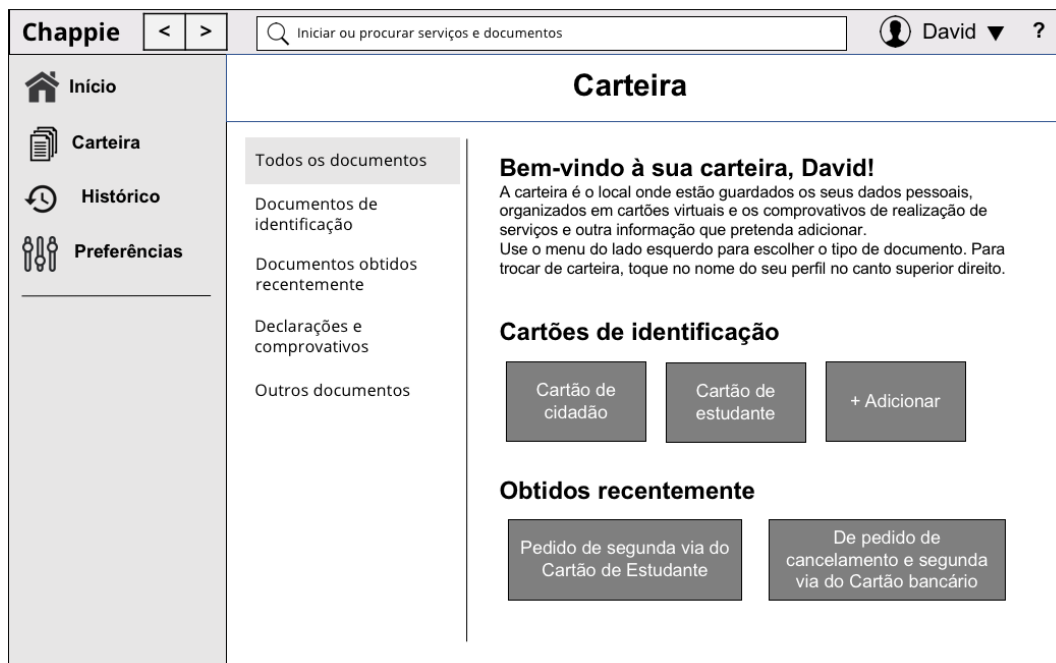 Chappie
< >
Iniciar ou procurar serviços e documentos
David ▼ ?
Início
Carteira
Histórico
Preferências
Carteira
Todos os documentos
Documentos de
identificação
Documentos obtidos
recentemente
Declarações e
comprovativos
Outros documentos
Bem-vindo à sua carteira, David!
A carteira é o local onde estão guardados os seus dados pessoais,
organizados em cartões virtuais e os comprovativos de realização de
serviços e outra informação que pretenda adicionar.
Use o menu do lado esquerdo para escolher o tipo de documento. Para
trocar de carteira, toque no nome do seu perfil no canto superior direito.
Cartões de identificação
Cartão de
cidadão
Cartão de
estudante
+ Adicionar
Obtidos recentemente
Pedido de segunda via do
Cartão de Estudante
De pedido de
cancelamento e segunda
via do Cartão bancário